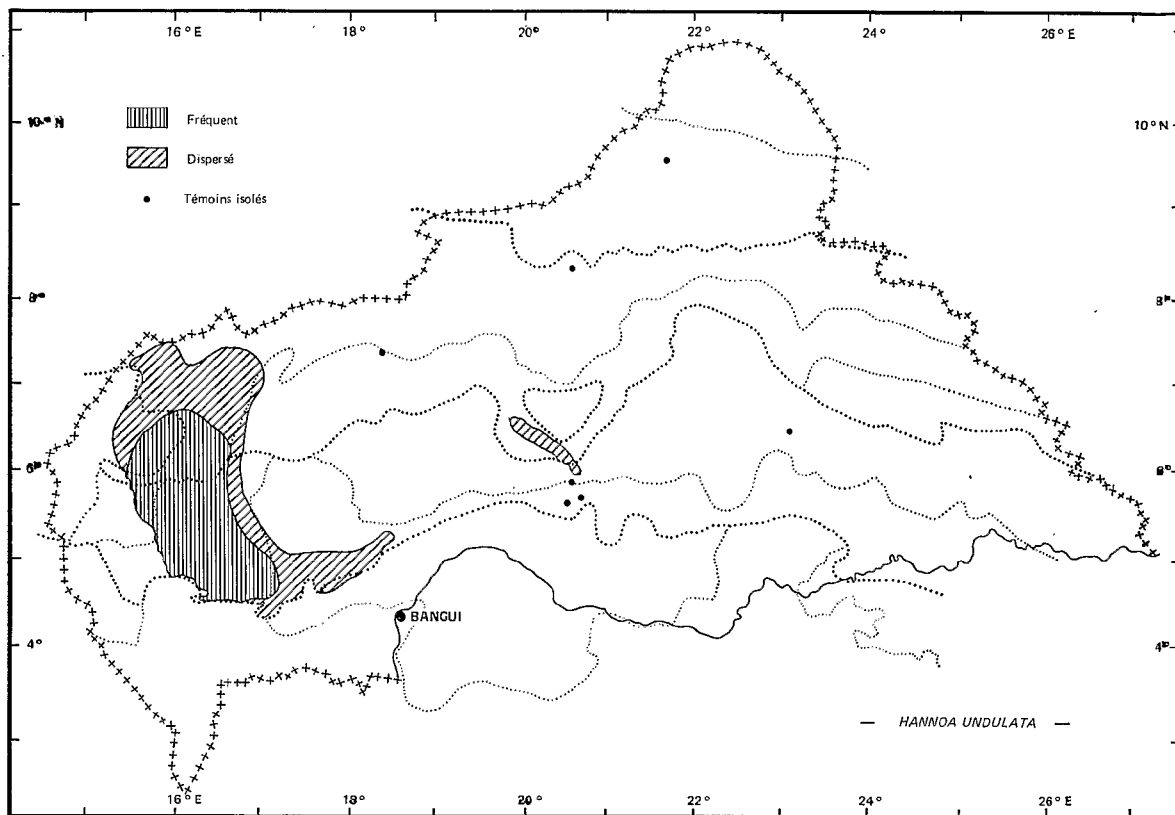 16° E 18° 20° 22° 24° 26° E
10° N 10° N
Fréquent
Dispersé
Témoins isolés
8° 8°
6° 6°
BANGUI
4° 4°
— HANNOA UNDULATA —
16° E 18° 20° 22° 24° 26° E